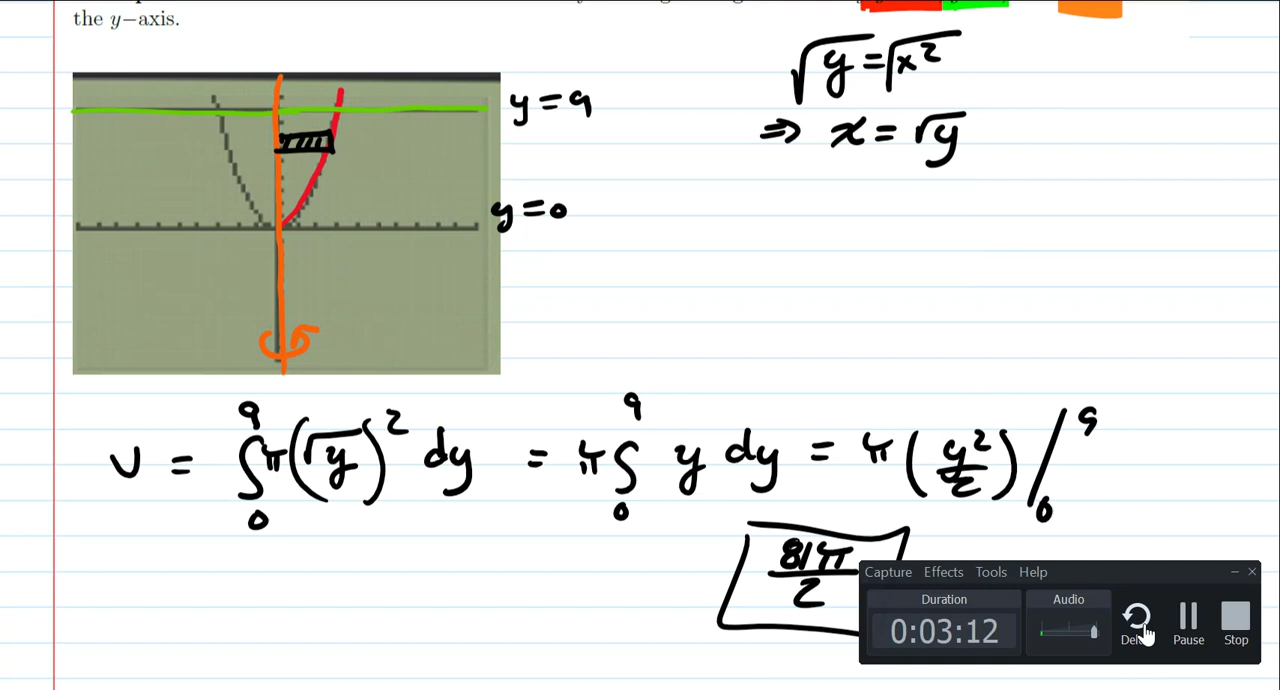 the y−axis.
√y = √x²
⇒ x = √y
y = 9
y = 0
V = ∫₀⁹ π(√y)² dy = π ∫₀⁹ y dy = π (y²/2) /₀⁹
81π/2
Capture Effects Tools Help
Duration Audio
0:03:12
Pause Stop